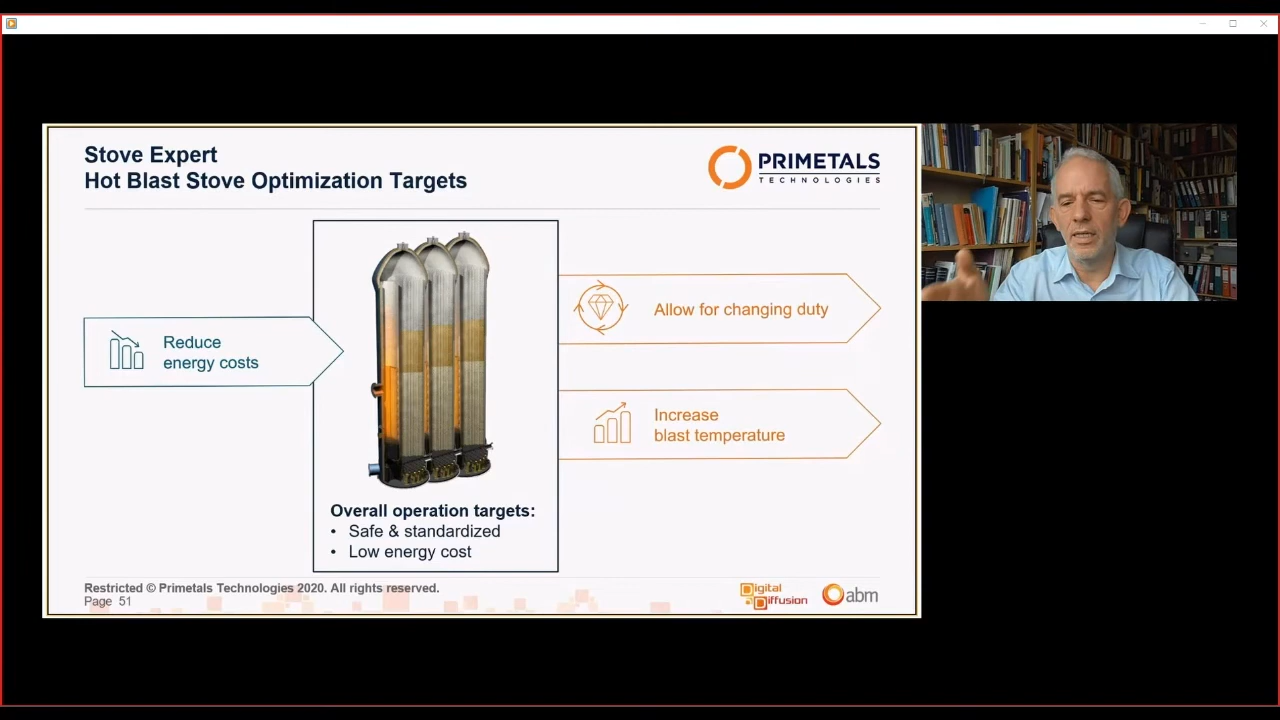 Stove Expert
Hot Blast Stove Optimization Targets
PRIMETALS
TECHNOLOGIES
Reduce
energy costs
Allow for changing duty
Increase
blast temperature
Overall operation targets:
• Safe & standardized
• Low energy cost
Restricted © Primetals Technologies 2020. All rights reserved.
Page 51
Digital
Diffusion
abm